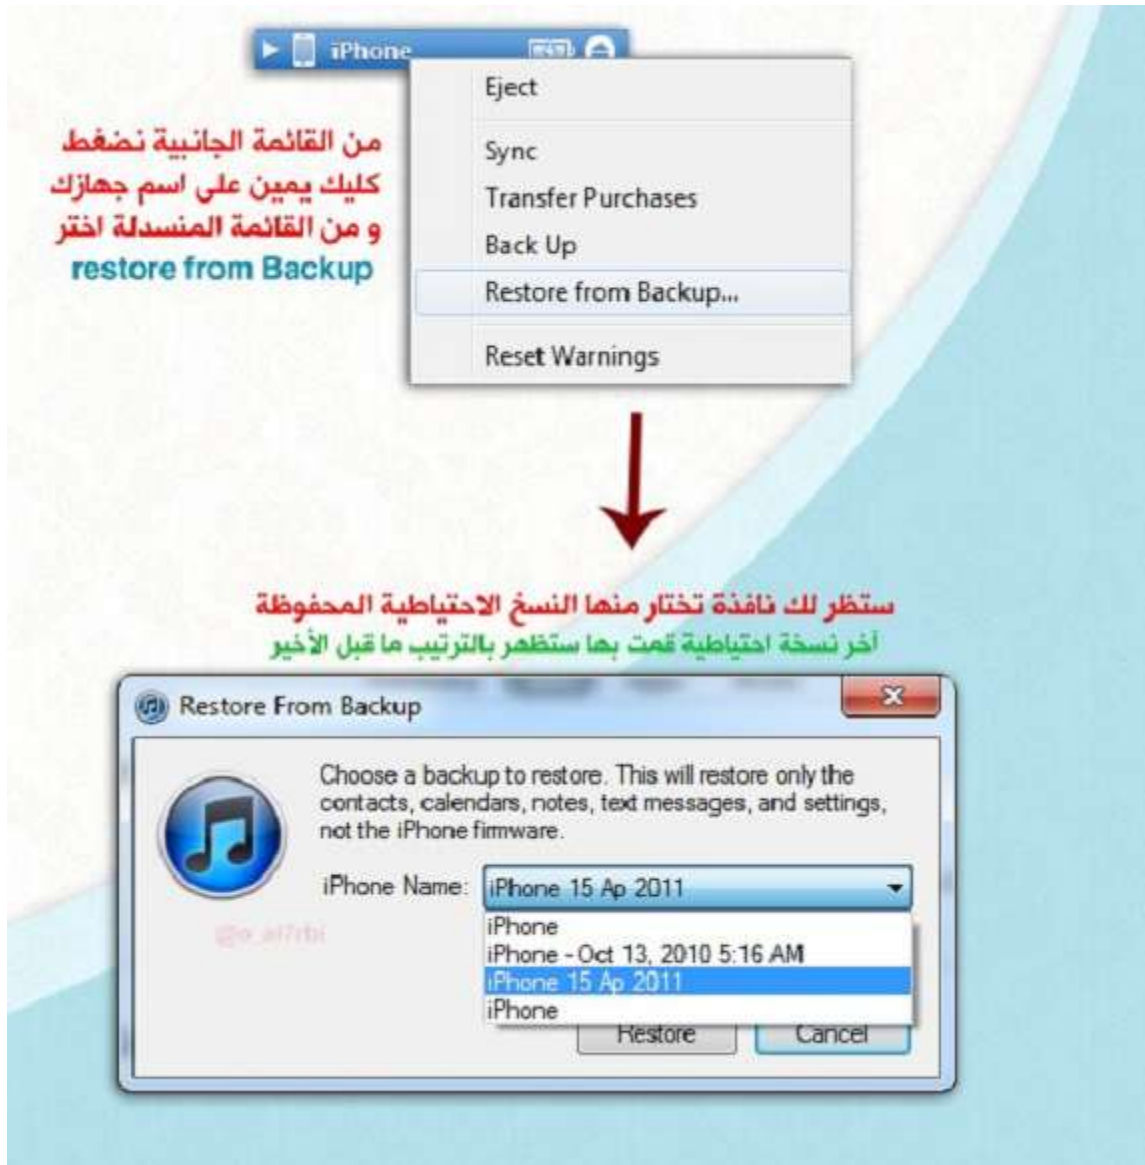 iPhone
Eject
Sync
Transfer Purchases
Back Up
Restore from Backup...
Reset Warnings
من القائمة الجانبية نضغط
كليك يمين على اسم جهازك
و من القائمة المنسدلة اختر
restore from Backup
ستظر لك نافذة تختار منها النسخ الاحتياطية المحفوظة
آخر نسخة احتياطية قمت بها ستظهر بالترتيب ما قبل الأخير
Restore From Backup
Choose a backup to restore. This will restore only the
contacts, calendars, notes, text messages, and settings,
not the iPhone firmware.
iPhone Name: iPhone 15 Ap 2011
iPhone
iPhone - Oct 13, 2010 5:16 AM
iPhone 15 Ap 2011
iPhone
Restore Cancel
@o_al7rbi